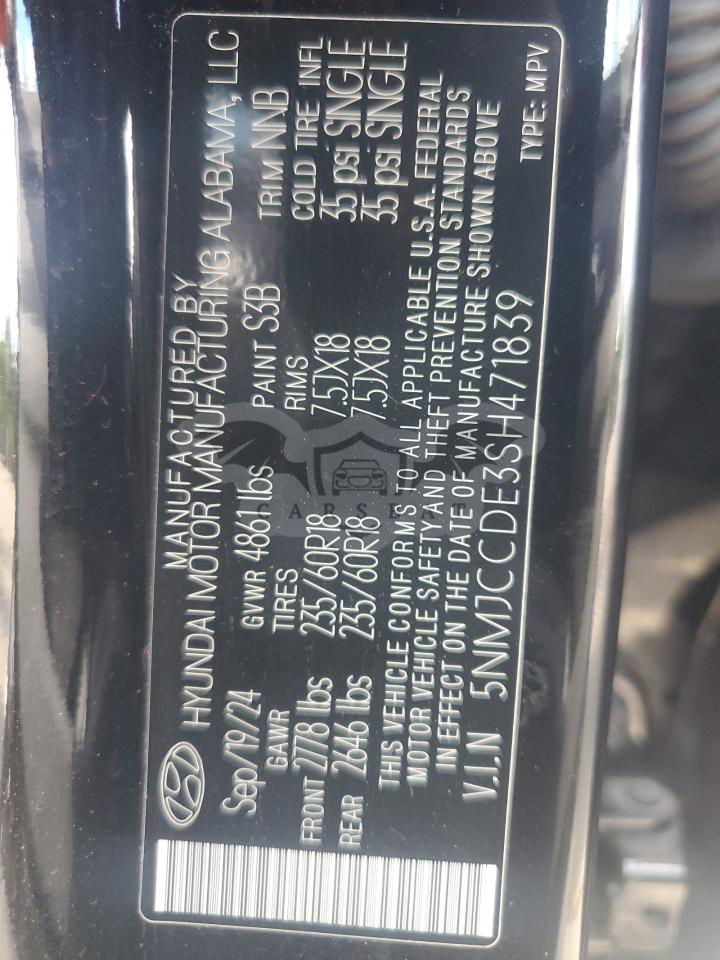 MANUFACTURED BY
HYUNDAI MOTOR MANUFACTURING ALABAMA, LLC
Sep/19/24 GVWR 4861 lbs PAINT S3B TRIM NNB
GAWR TIRES RIMS COLD TIRE INFL
FRONT 2778 lbs 235/60R18 7.5JX18 35 psi SINGLE
REAR 2646 lbs 235/60R18 7.5JX18 35 psi SINGLE
THIS VEHICLE CONFORMS TO ALL APPLICABLE U.S.A. FEDERAL
MOTOR VEHICLE SAFETY AND THEFT PREVENTION STANDARDS
IN EFFECT ON THE DATE OF MANUFACTURE SHOWN ABOVE
V.I.N 5NMJCCDE3SH471839 TYPE: MPV